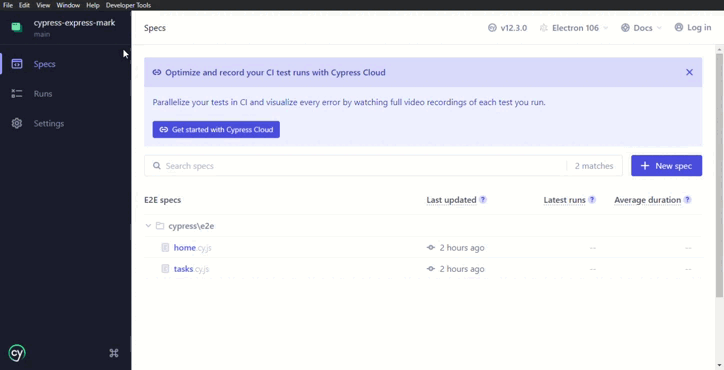 File Edit View Window Help Developer Tools
cypress-express-mark
main
Specs
v12.3.0
Electron 106
Docs
Log in
Specs
Runs
Settings
Optimize and record your CI test runs with Cypress Cloud
Parallelize your tests in CI and visualize every error by watching full video recordings of each test you run.
Get started with Cypress Cloud
Search specs
2 matches
+ New spec
E2E specs
Last updated ?
Latest runs ?
Average duration ?
cypress\e2e
home.cy.js
2 hours ago
--
--
tasks.cy.js
2 hours ago
--
--
cy